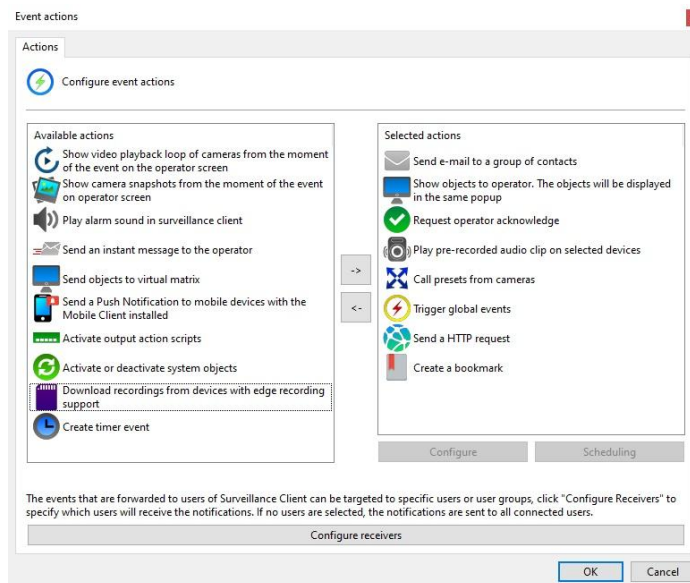 Event actions
Actions
Configure event actions
Available actions
Show video playback loop of cameras from the moment
of the event on the operator screen
Show camera snapshots from the moment of the event
on operator screen
Play alarm sound in surveillance client
Send an instant message to the operator
Send objects to virtual matrix
Send a Push Notification to mobile devices with the
Mobile Client installed
Activate output action scripts
Activate or deactivate system objects
Download recordings from devices with edge recording
support
Create timer event
->
<-
Selected actions
Send e-mail to a group of contacts
Show objects to operator. The objects will be displayed
in the same popup
Request operator acknowledge
Play pre-recorded audio clip on selected devices
Call presets from cameras
Trigger global events
Send a HTTP request
Create a bookmark
Configure
Scheduling
The events that are forwarded to users of Surveillance Client can be targeted to specific users or user groups, click "Configure Receivers" to
specify which users will receive the notifications. If no users are selected, the notifications are sent to all connected users.
Configure receivers
OK
Cancel